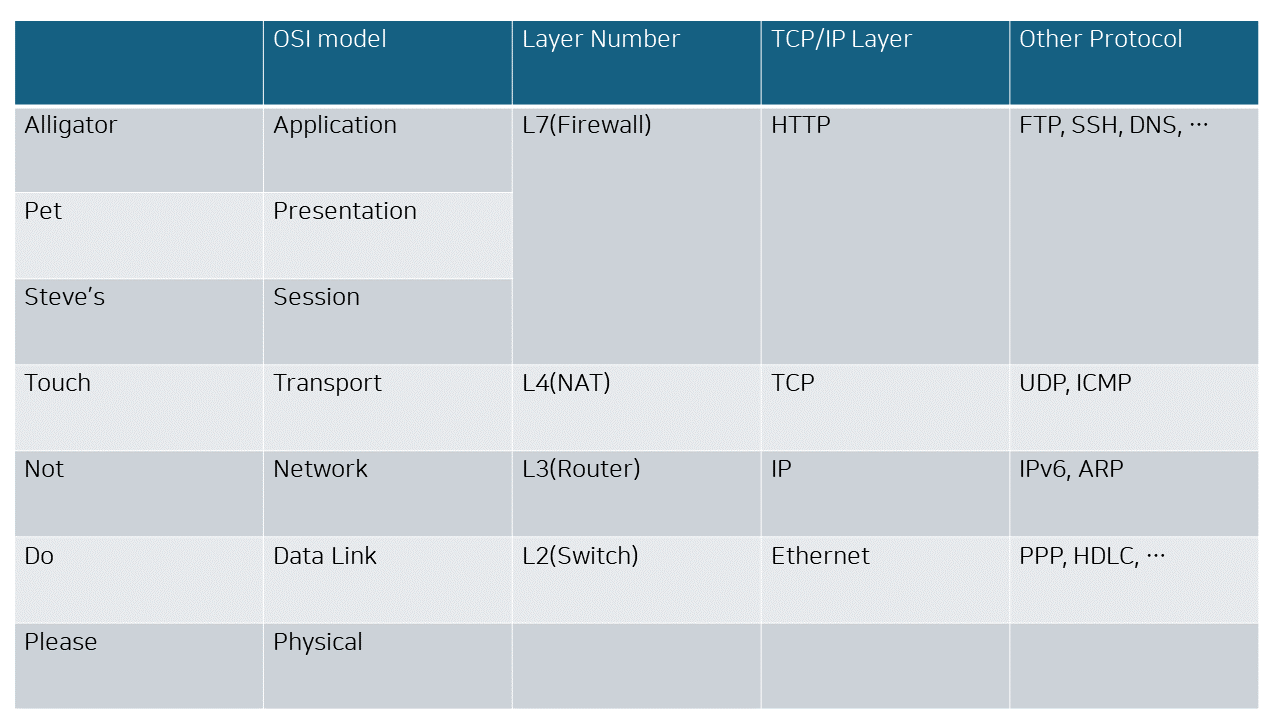 OSI model Layer Number TCP/IP Layer Other Protocol
Alligator Application L7(Firewall) HTTP FTP, SSH, DNS, ⋯
Pet Presentation
Steve’s Session
Touch Transport L4(NAT) TCP UDP, ICMP
Not Network L3(Router) IP IPv6, ARP
Do Data Link L2(Switch) Ethernet PPP, HDLC, ⋯
Please Physical